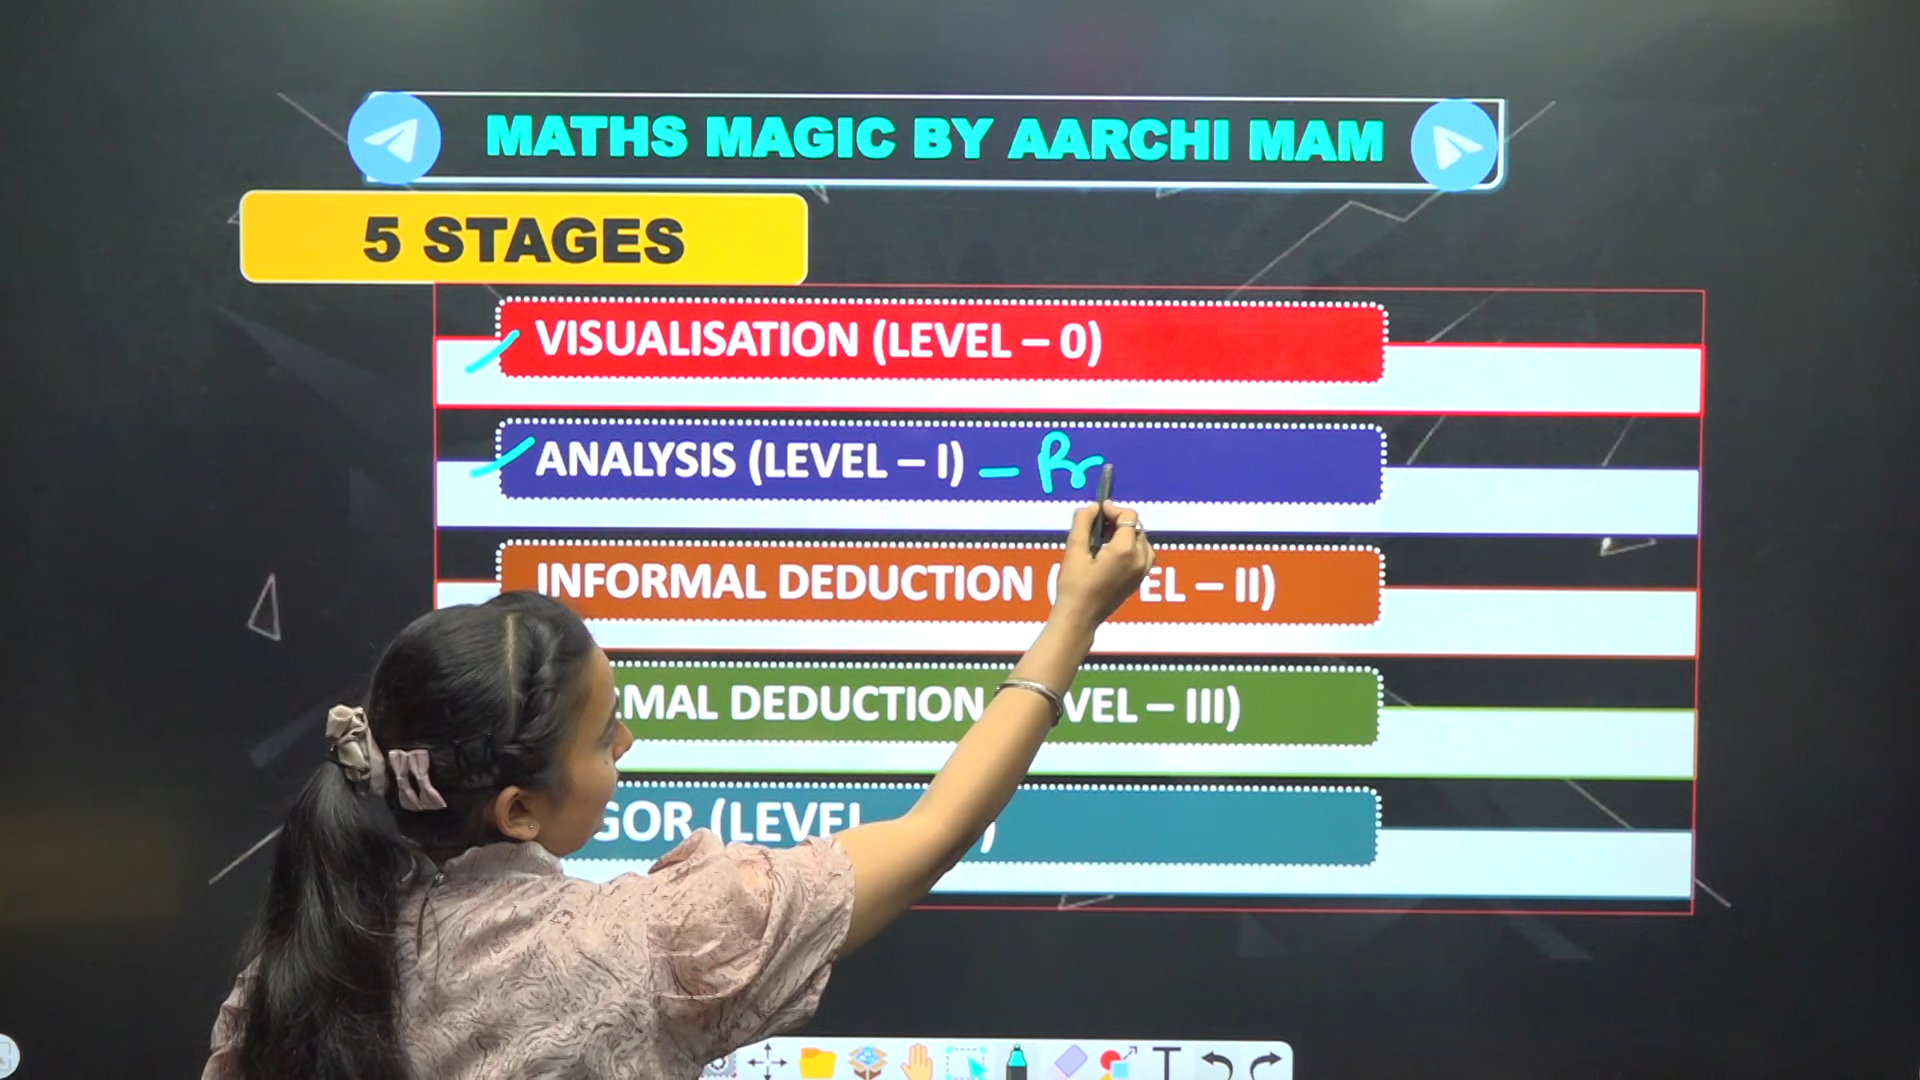 MATHS MAGIC BY AARCHI MAM
5 STAGES
VISUALISATION (LEVEL – 0)
ANALYSIS (LEVEL – I) – Pr
INFORMAL DEDUCTION ( EL – II)
MAL DEDUCTION VEL – III)
GOR (LEVEL )
T